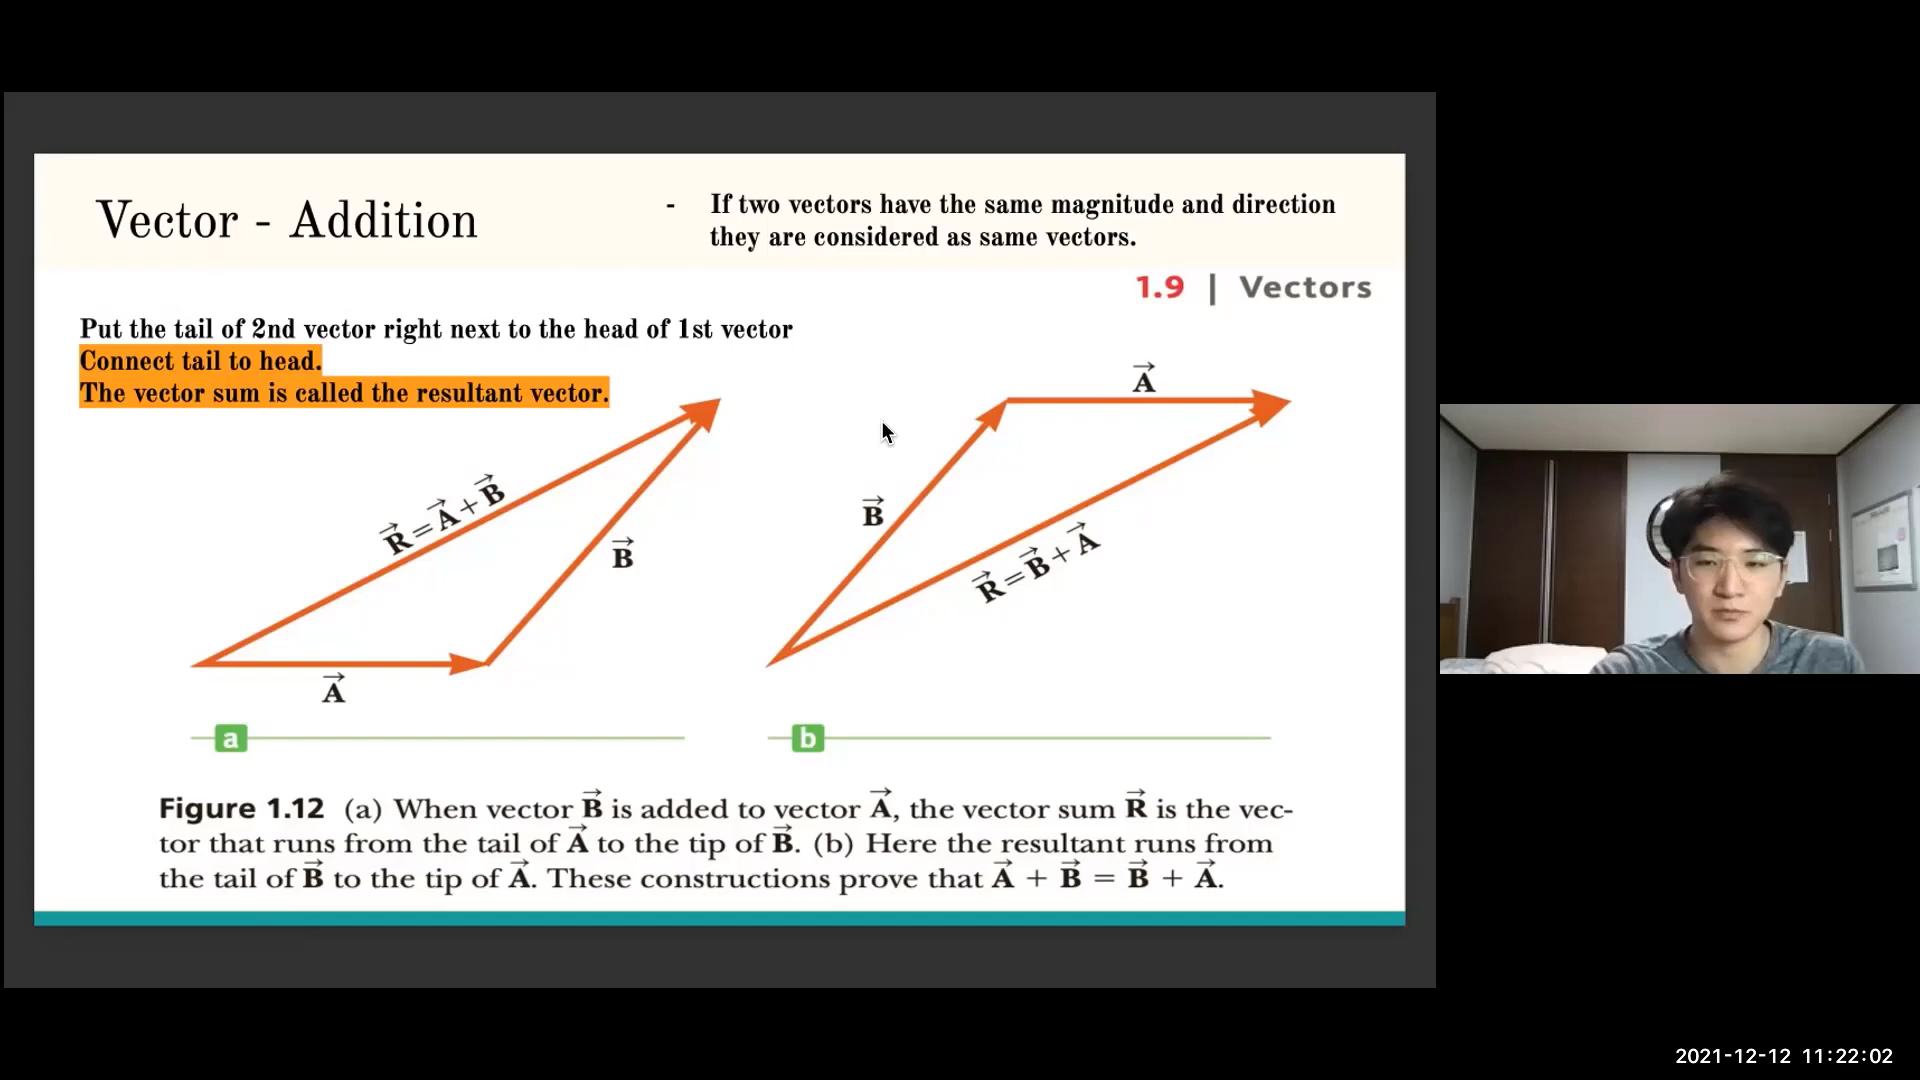 Vector - Addition
- If two vectors have the same magnitude and direction
they are considered as same vectors.
1.9 | Vectors
Put the tail of 2nd vector right next to the head of 1st vector
Connect tail to head.
The vector sum is called the resultant vector.
R⃗ = A⃗ + B⃗
B⃗
A⃗
a
A⃗
B⃗
R⃗ = B⃗ + A⃗
b
Figure 1.12 (a) When vector B⃗ is added to vector A⃗, the vector sum R⃗ is the vec-
tor that runs from the tail of A⃗ to the tip of B⃗. (b) Here the resultant runs from
the tail of B⃗ to the tip of A⃗. These constructions prove that A⃗ + B⃗ = B⃗ + A⃗.
2021-12-12 11:22:02